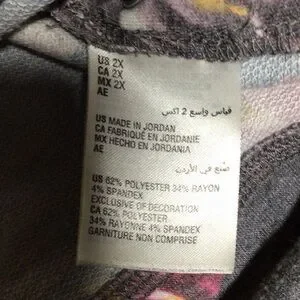 US 2X
CA 2X
MX 2X
AE
قياس واسع 2 اكس
US MADE IN JORDAN
CA FABRIQUÉ EN JORDANIE
MX HECHO EN JORDANIA
AE
صنع في الأردن
US 62% POLYESTER 34% RAYON
4% SPANDEX
EXCLUSIVE OF DECORATION
CA 62% POLYESTER
34% RAYONNE 4% SPANDEX
GARNITURE NON COMPRISE